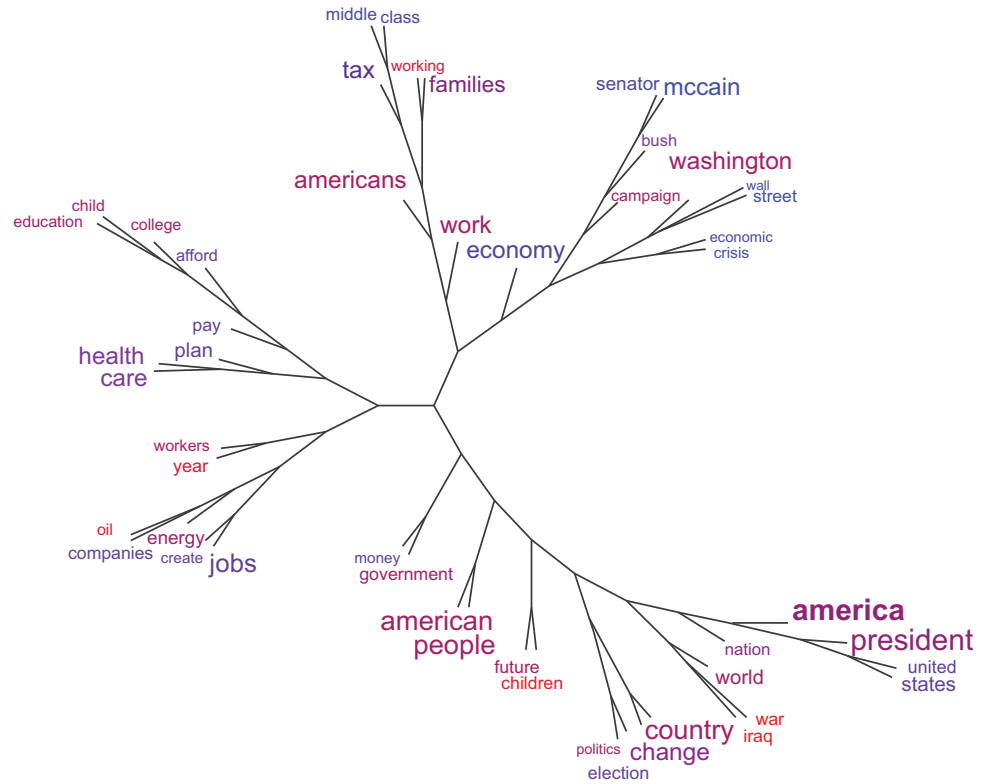 middle class
tax
working
families
senator mccain
bush
washington
americans
campaign
wall
street
child
education
college
work
economy
economic
crisis
afford
pay
plan
health
care
workers
year
oil
companies
energy
create jobs
money
government
american
people
future
children
america
president
nation
united
states
world
war
iraq
country
change
politics
election